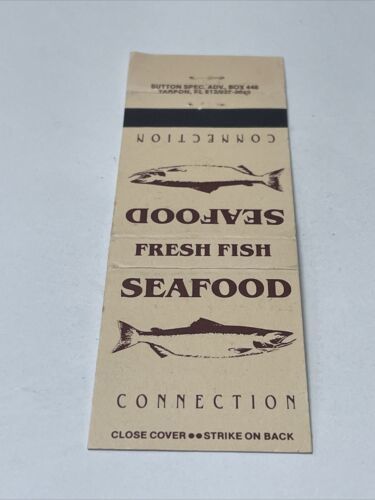 SUTTON SPEC. ADV., BOX 448
TARPON, FL
CONNECTION
SEAFOOD
FRESH FISH
SEAFOOD
CONNECTION
CLOSE COVER ●● STRIKE ON BACK